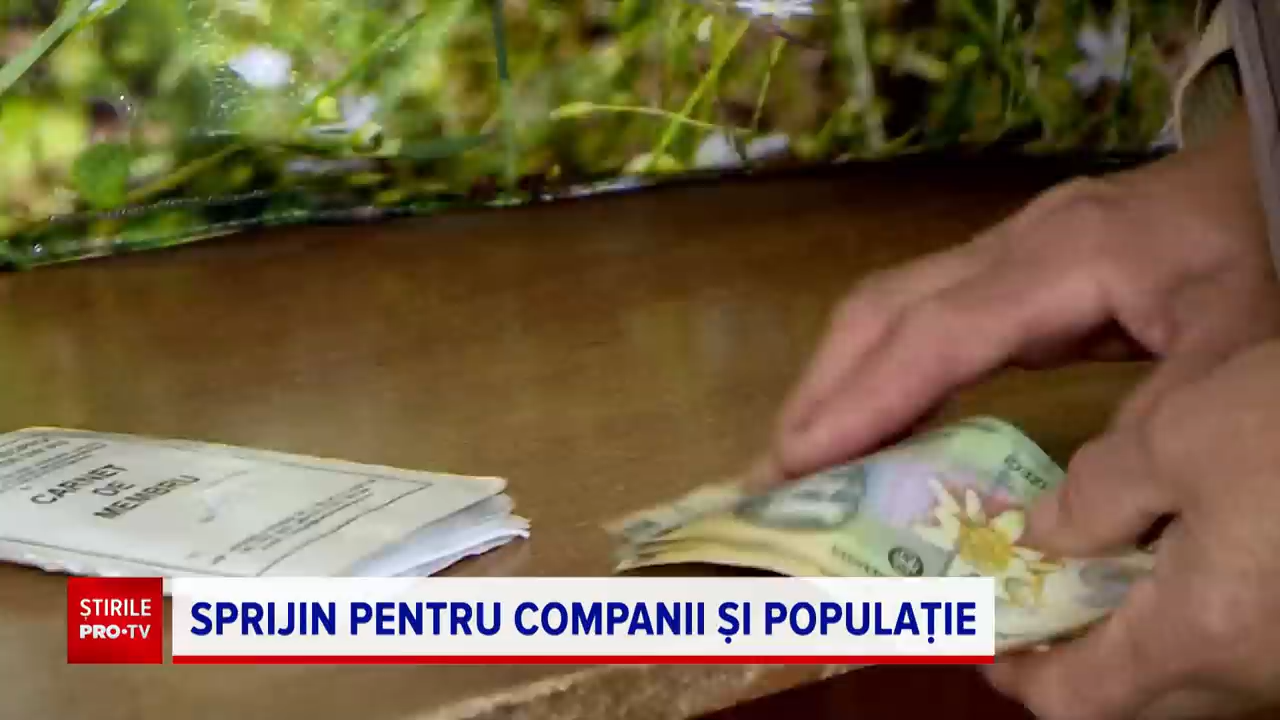 CARNET
DE
MEMBRU
ȘTIRILE
PRO•TV
SPRIJIN PENTRU COMPANII ȘI POPULAȚIE